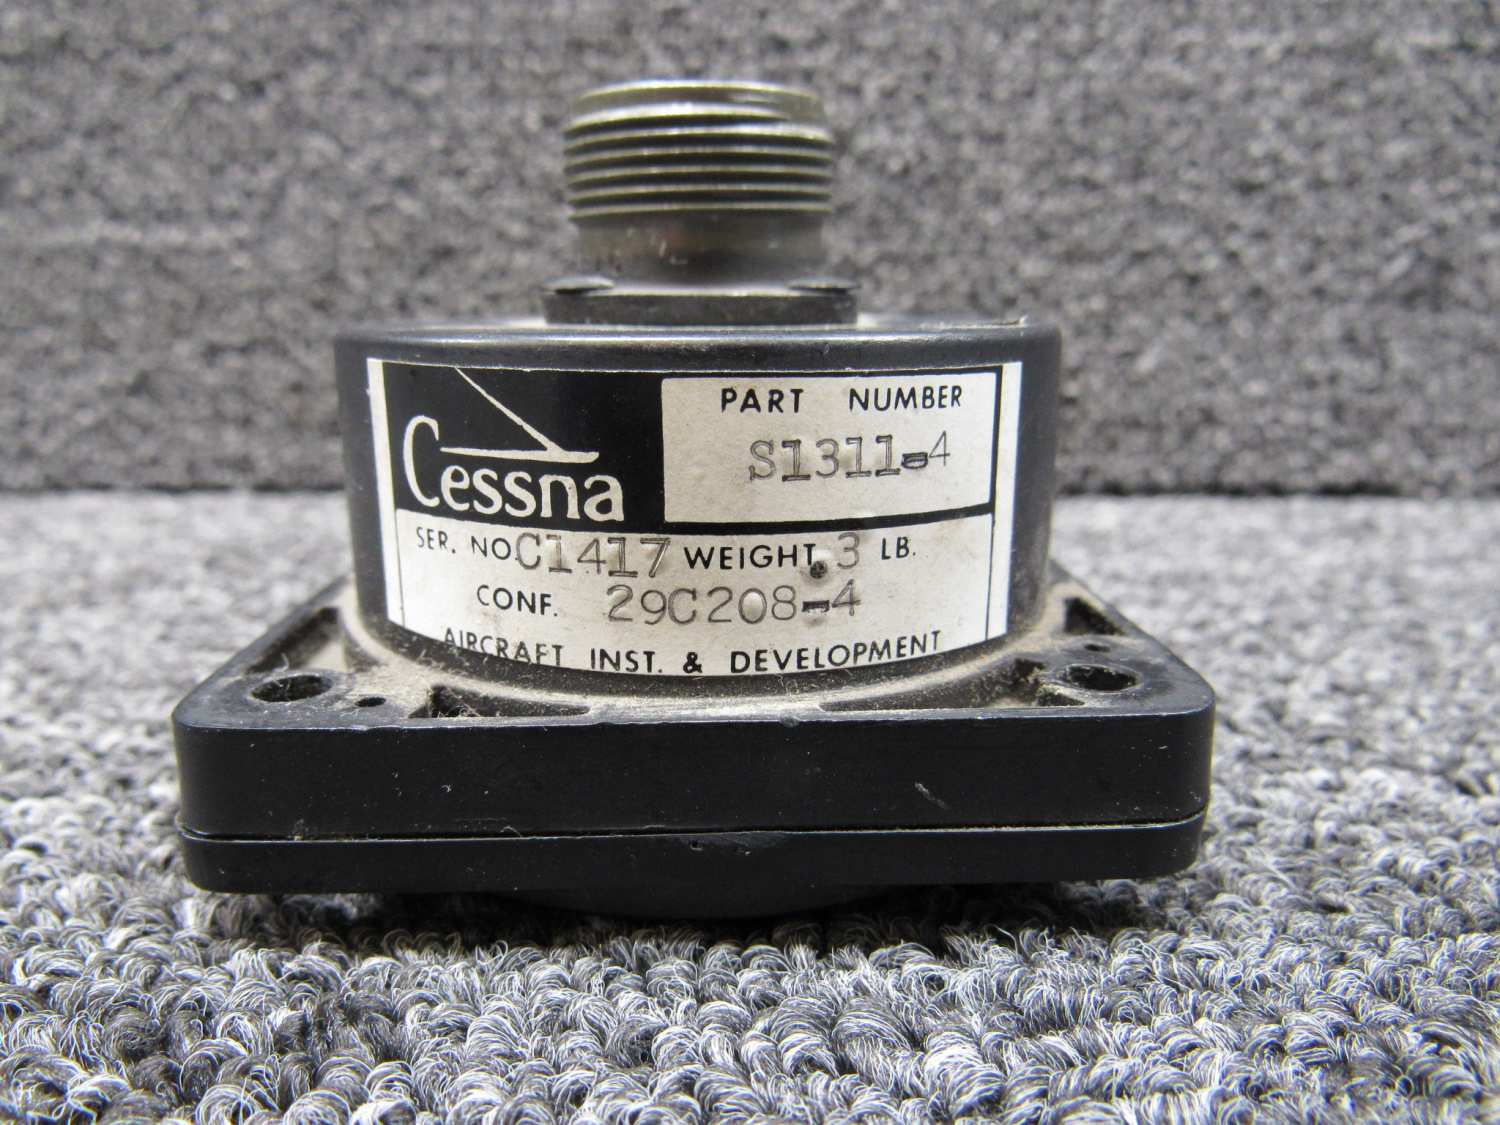 Cessna
PART NUMBER
S1311-4
SER. NO. C1417 WEIGHT .3 LB.
CONF. 29C208-4
AIRCRAFT INST. & DEVELOPMENT